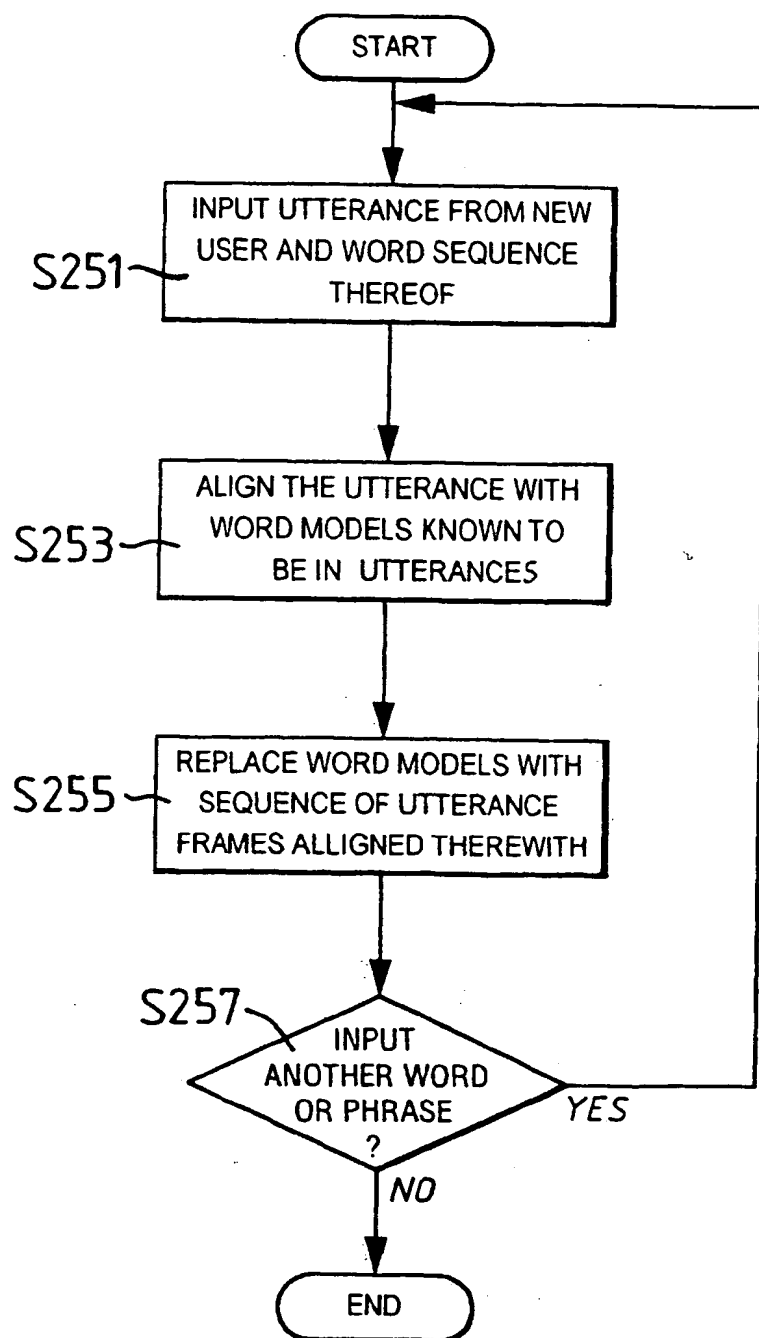 START
INPUT UTTERANCE FROM NEW
USER AND WORD SEQUENCE
THEREOF
S251
ALIGN THE UTTERANCE WITH
WORD MODELS KNOWN TO
BE IN UTTERANCES
S253
REPLACE WORD MODELS WITH
SEQUENCE OF UTTERANCE
FRAMES ALLIGNED THEREWITH
S255
S257
INPUT
ANOTHER WORD
OR PHRASE
?
YES
NO
END